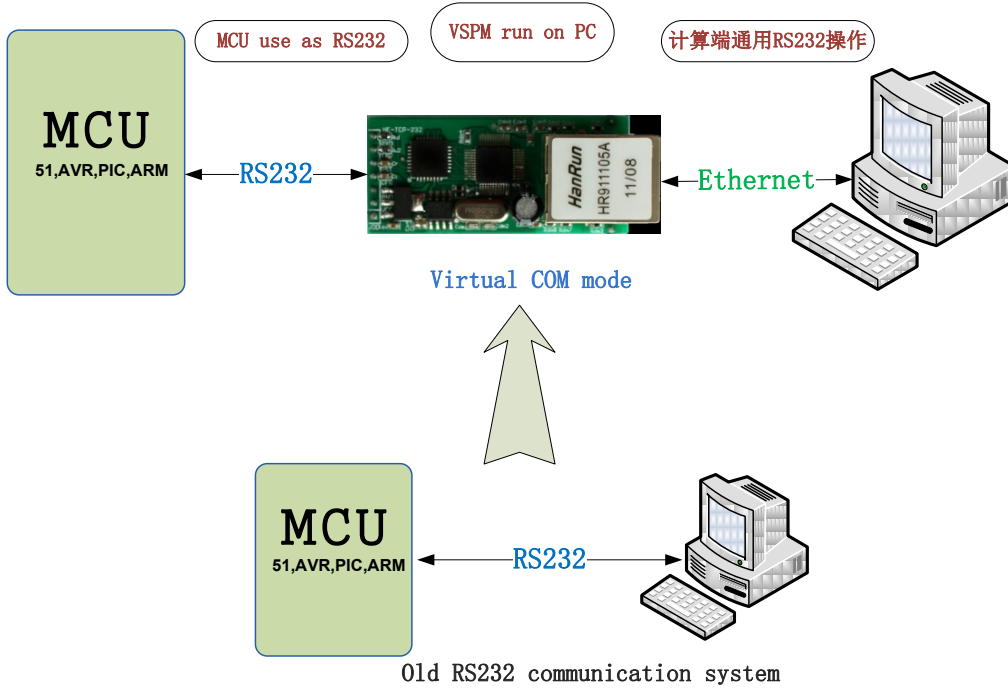 MCU use as RS232
VSPM run on PC
计算端通用RS232操作
MCU
51,AVR,PIC,ARM
RS232
HanRun
HR911105A
11/08
Ethernet
Virtual COM mode
MCU
51,AVR,PIC,ARM
RS232
Old RS232 communication system